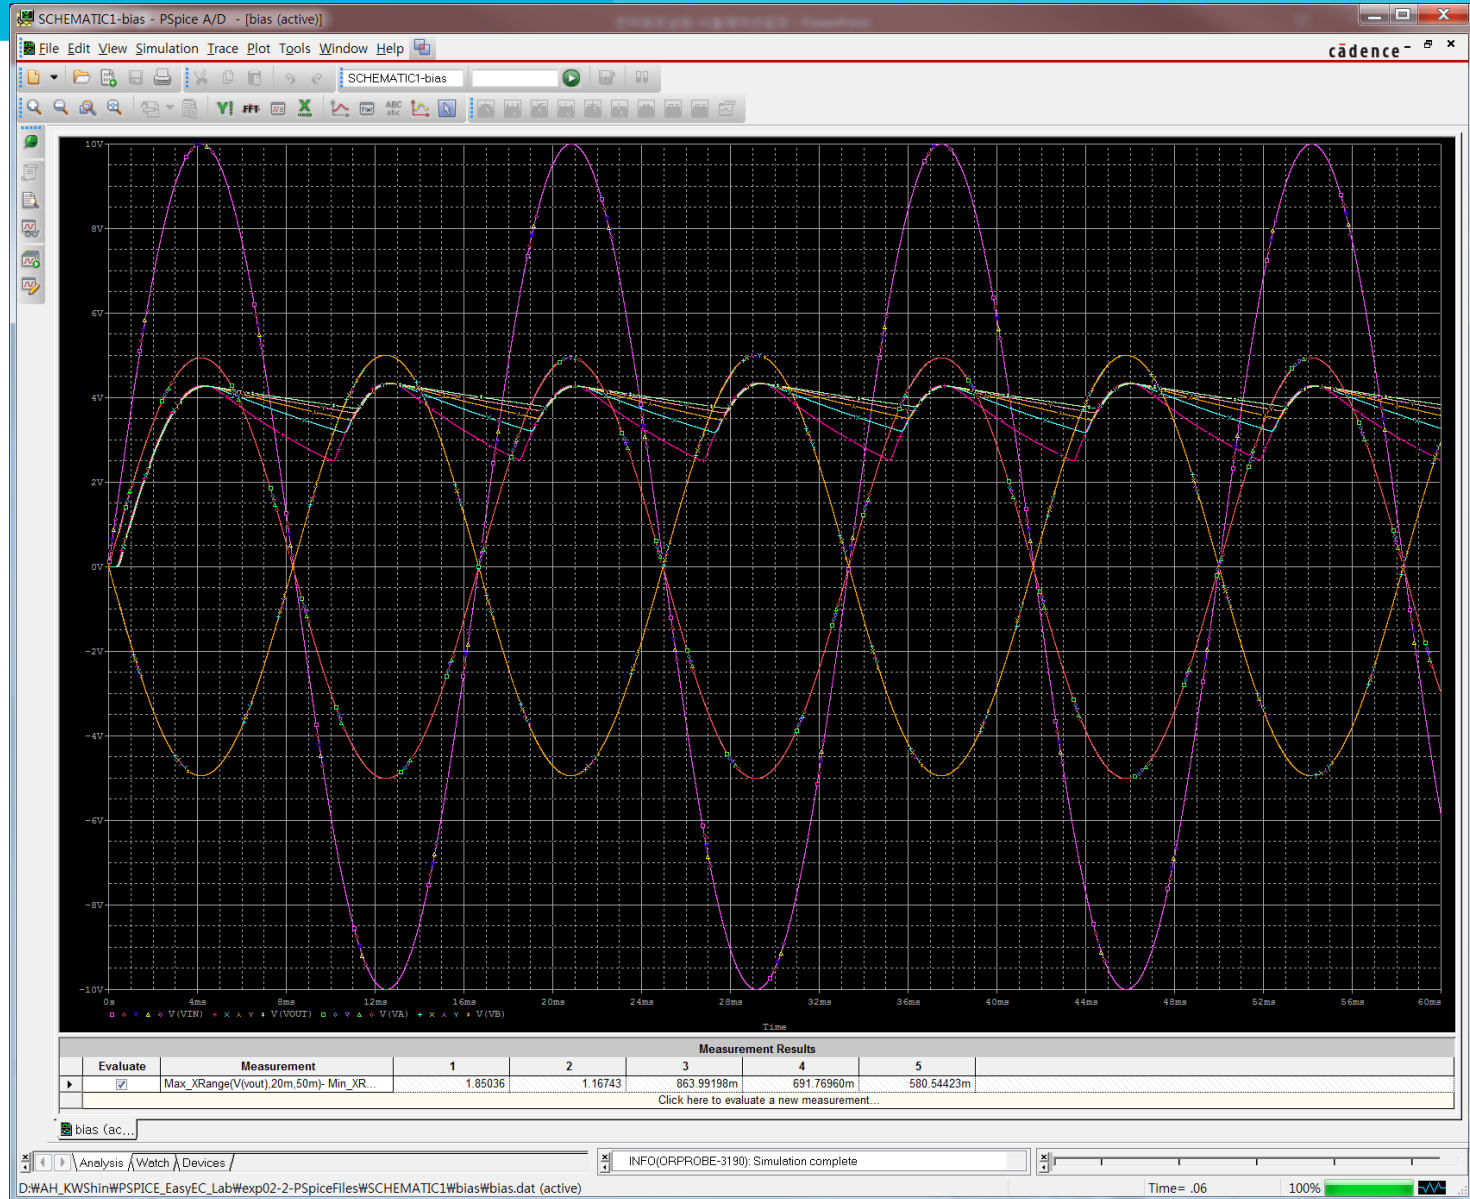 SCHEMATIC1-bias - PSpice A/D - [bias (active)]
File Edit View Simulation Trace Plot Tools Window Help
cādence
SCHEMATIC1-bias
FFT
ABC
abc
10V
8V
6V
4V
2V
0V
-2V
-4V
-6V
-8V
-10V
0s 4ms 8ms 12ms 16ms 20ms 24ms 28ms 32ms 36ms 40ms 44ms 48ms 52ms 56ms 60ms
V(VIN) V(VOUT) V(VA) V(VB)
Time
Measurement Results
Evaluate Measurement 1 2 3 4 5
Max_XRange(V(vout),20m,50m)- Min_XR... 1.85036 1.16743 863.99198m 691.76960m 580.54423m
Click here to evaluate a new measurement...
bias (ac...
Analysis Watch Devices
INFO(ORPROBE-3190): Simulation complete
D:₩AH_KWShin₩PSPICE_EasyEC_Lab₩exp02-2-PSpiceFiles₩SCHEMATIC1₩bias₩bias.dat (active) Time= .06 100%